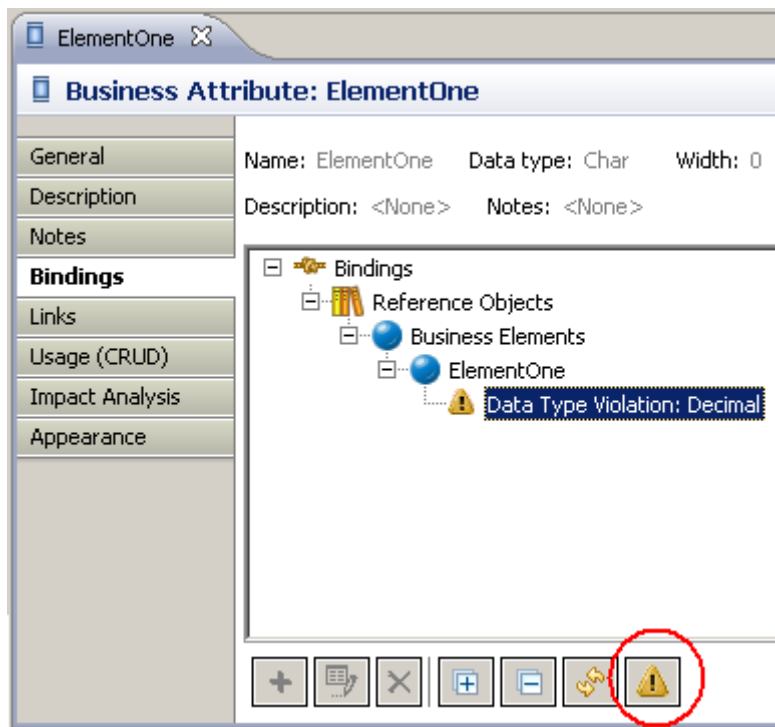 ElementOne
Business Attribute: ElementOne
General
Description
Notes
Bindings
Links
Usage (CRUD)
Impact Analysis
Appearance
Name: ElementOne Data type: Char Width: 0
Description: <None> Notes: <None>
Bindings
Reference Objects
Business Elements
ElementOne
Data Type Violation: Decimal